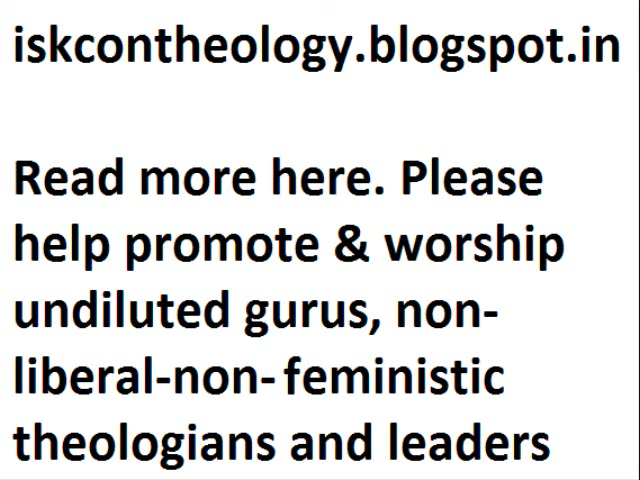 iskcontheology.blogspot.in
Read more here. Please
help promote & worship
undiluted gurus, non-
liberal-non-feministic
theologians and leaders